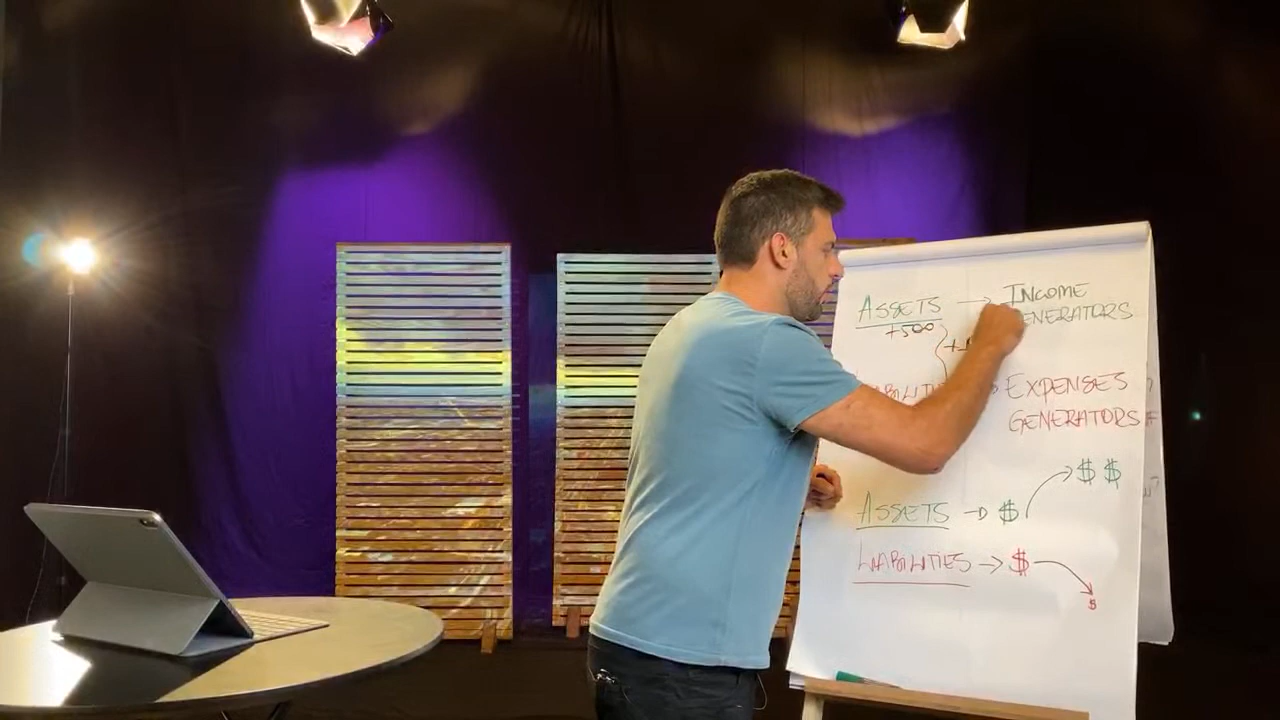 ASSETS → INCOME
GENERATORS
+500
EXPENSES
GENERATORS
ASSETS → $ → $ $
LIABILITIES → $ → $